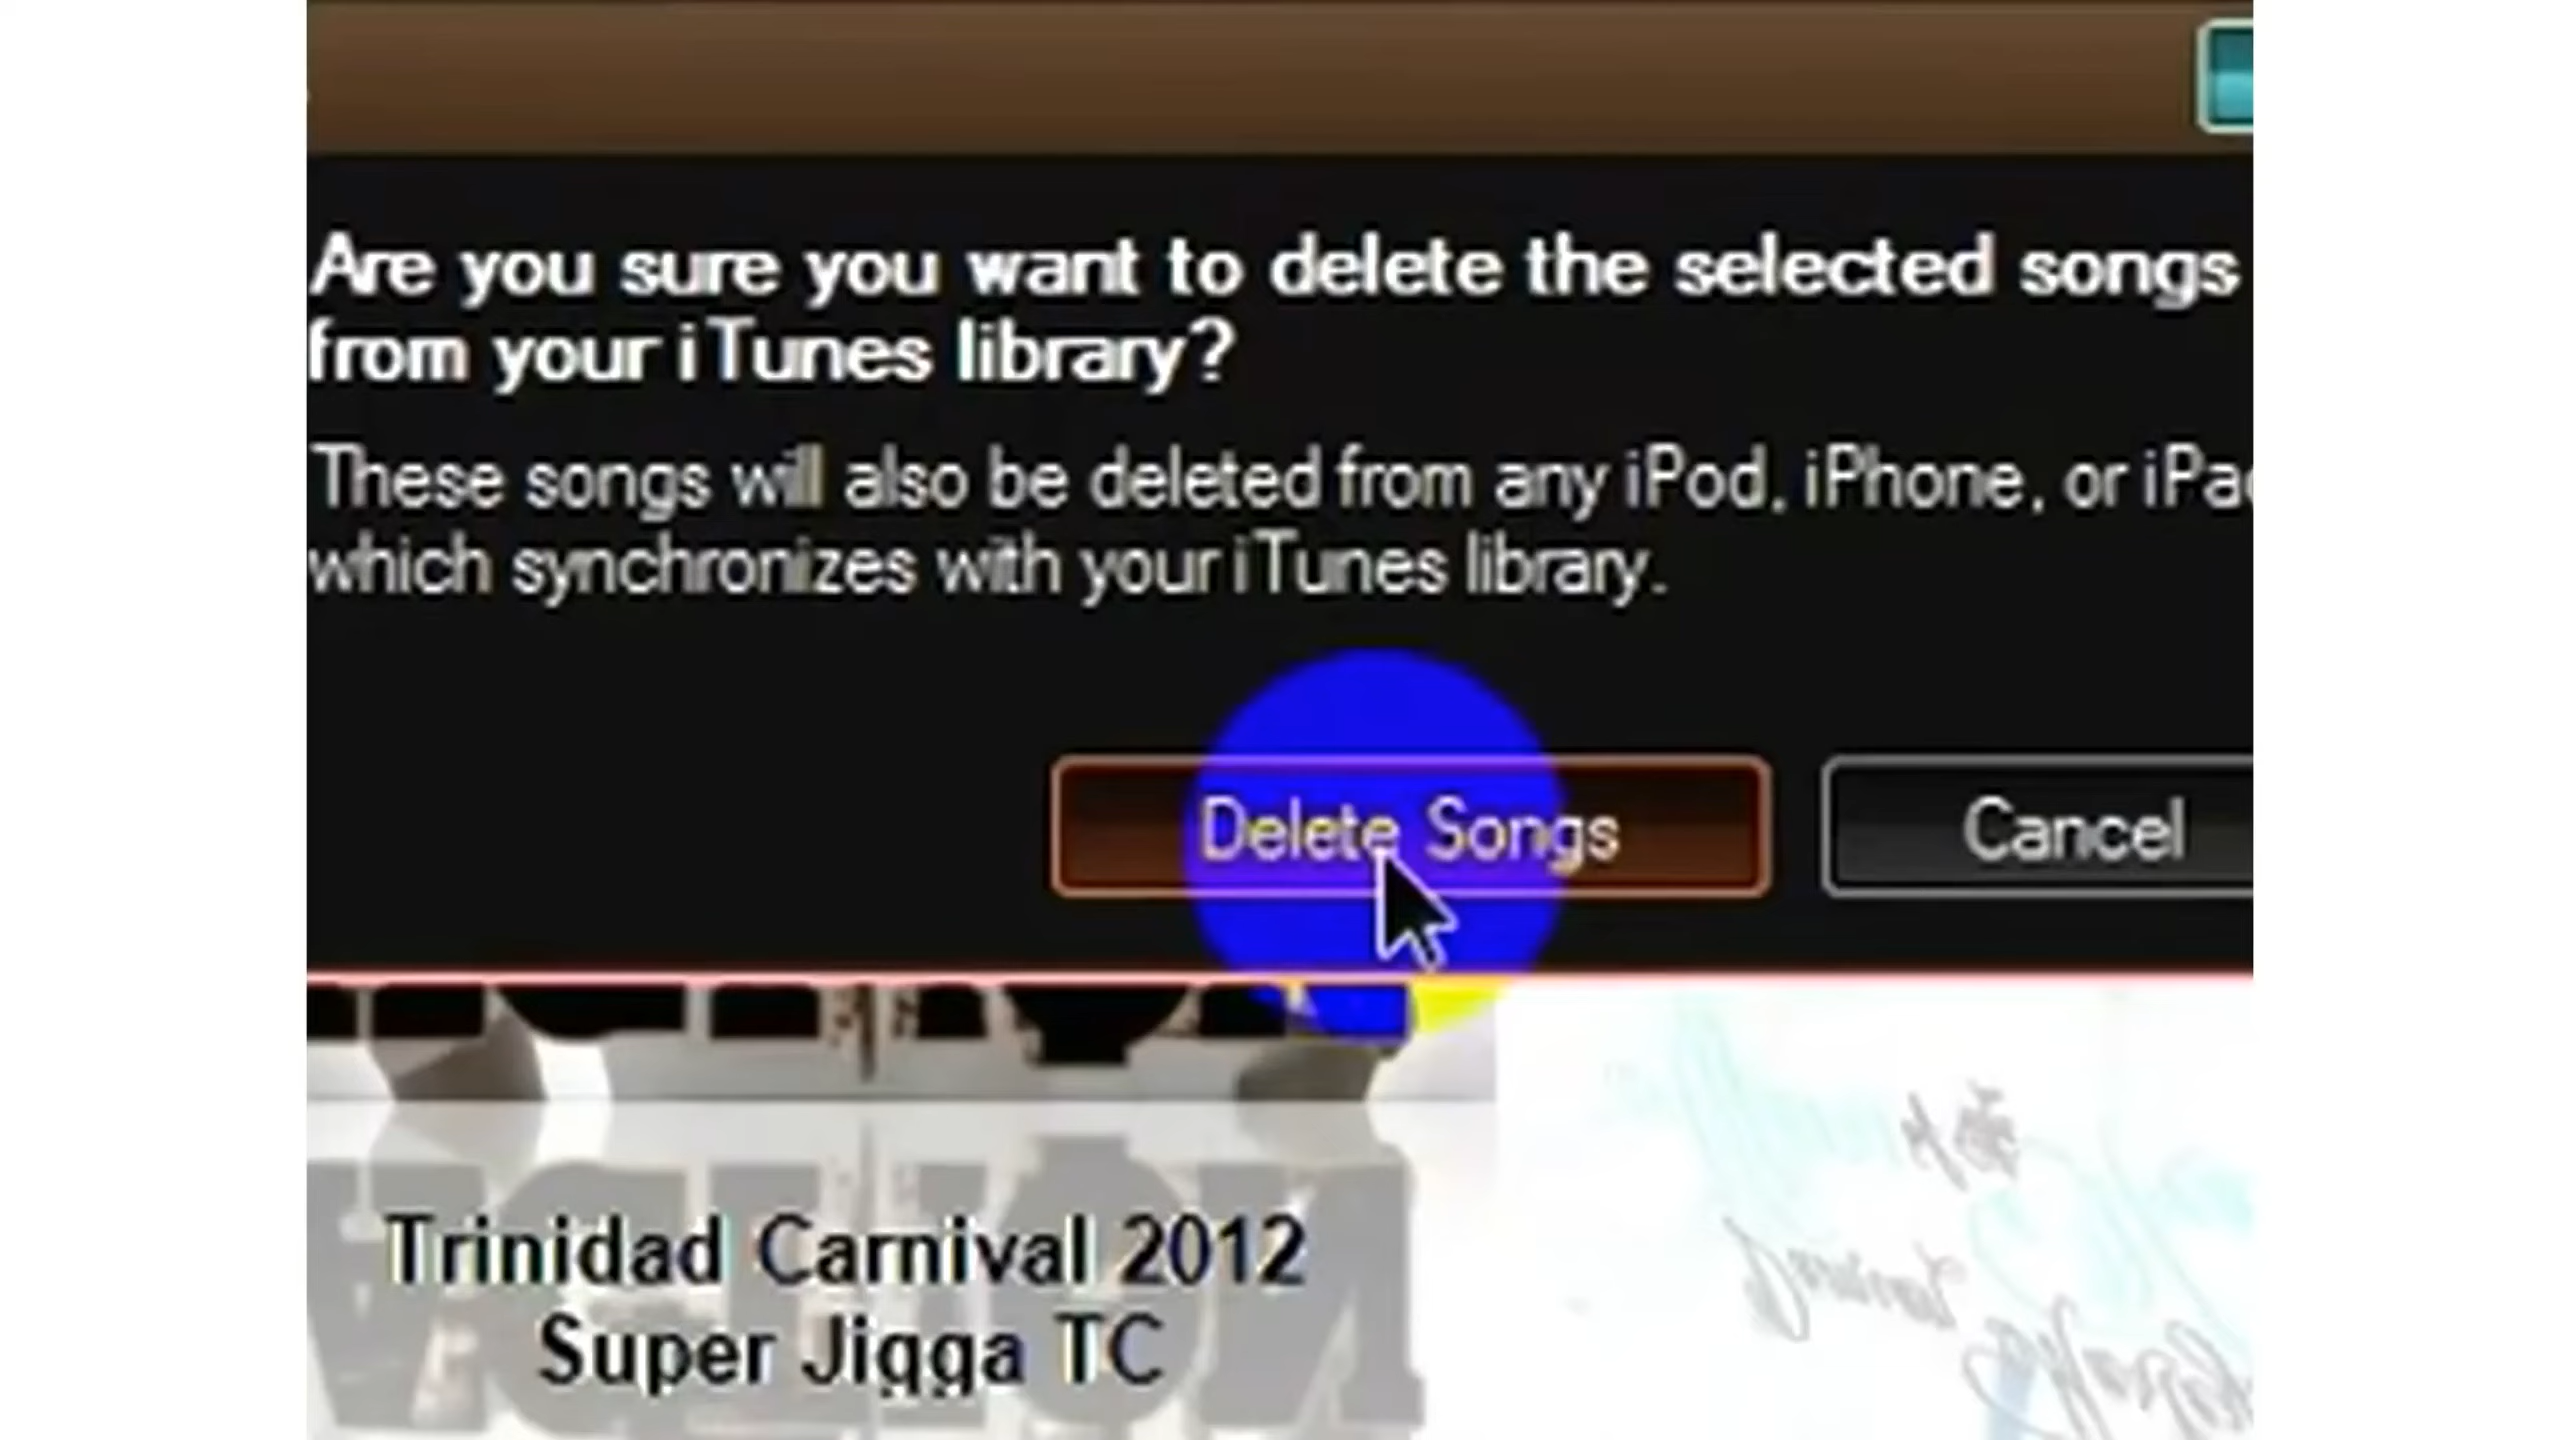 Are you sure you want to delete the selected songs
from your iTunes library?
These songs will also be deleted from any iPod, iPhone, or
which synchronizes with your iTunes library.
Delete Songs
Cancel
Trinidad Carnival 2012
Super Jigga TC